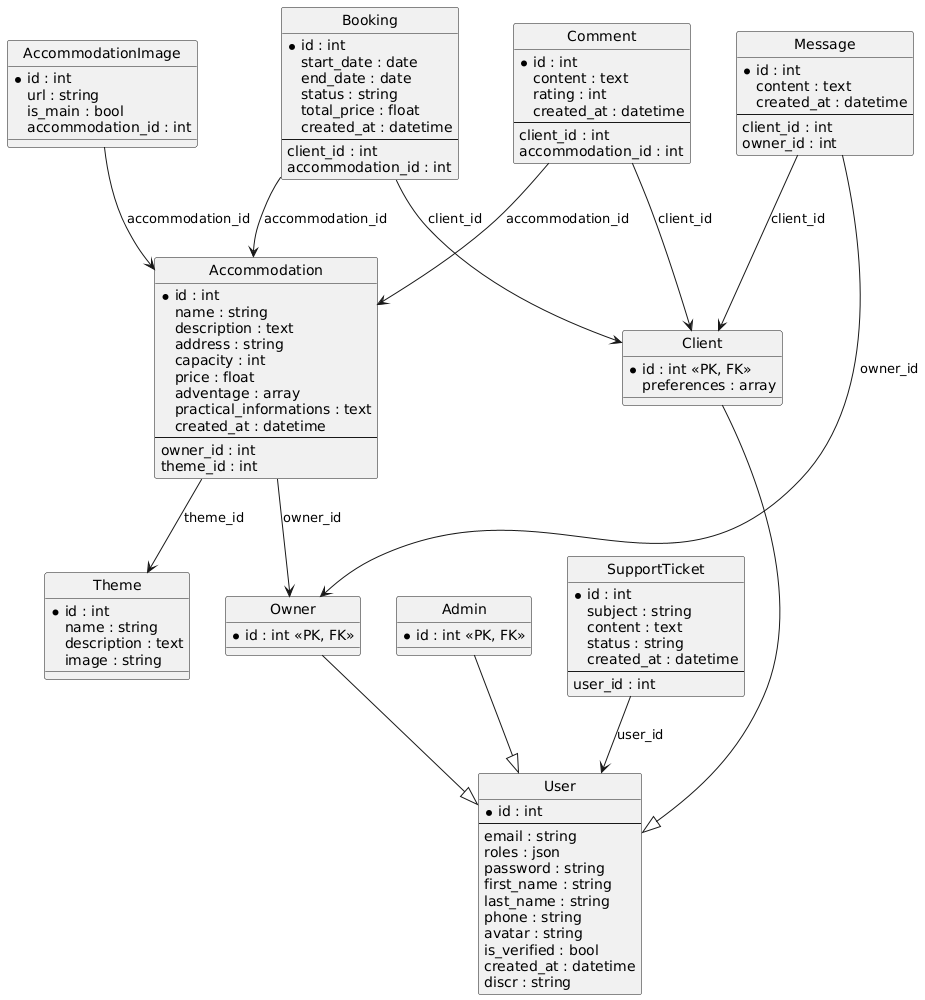 AccommodationImage
id : int
url : string
is_main : bool
accommodation_id : int
Booking
id : int
start_date : date
end_date : date
status : string
total_price : float
created_at : datetime
client_id : int
accommodation_id : int
Comment
id : int
content : text
rating : int
created_at : datetime
client_id : int
accommodation_id : int
Message
id : int
content : text
created_at : datetime
client_id : int
owner_id : int
accommodation_id
accommodation_id
client_id
accommodation_id
client_id
client_id
Accommodation
id : int
name : string
description : text
address : string
capacity : int
price : float
adventage : array
practical_informations : text
created_at : datetime
owner_id : int
theme_id : int
Client
id : int «PK, FK»
preferences : array
owner_id
theme_id
owner_id
Theme
id : int
name : string
description : text
image : string
Owner
id : int «PK, FK»
Admin
id : int «PK, FK»
SupportTicket
id : int
subject : string
content : text
status : string
created_at : datetime
user_id : int
user_id
User
id : int
email : string
roles : json
password : string
first_name : string
last_name : string
phone : string
avatar : string
is_verified : bool
created_at : datetime
discr : string